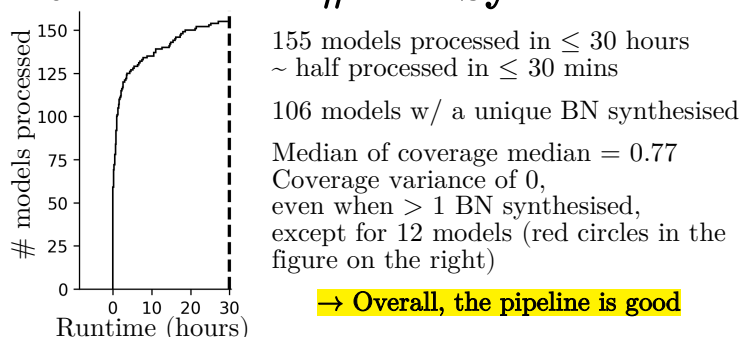 155 models processed in ≤ 30 hours
~ half processed in ≤ 30 mins
106 models w/ a unique BN synthesised
Median of coverage median = 0.77
Coverage variance of 0,
even when > 1 BN synthesised,
except for 12 models (red circles in the
figure on the right)
→ Overall, the pipeline is good
# models processed
150
125
100
75
50
25
0
0 10 20 30
Runtime (hours)